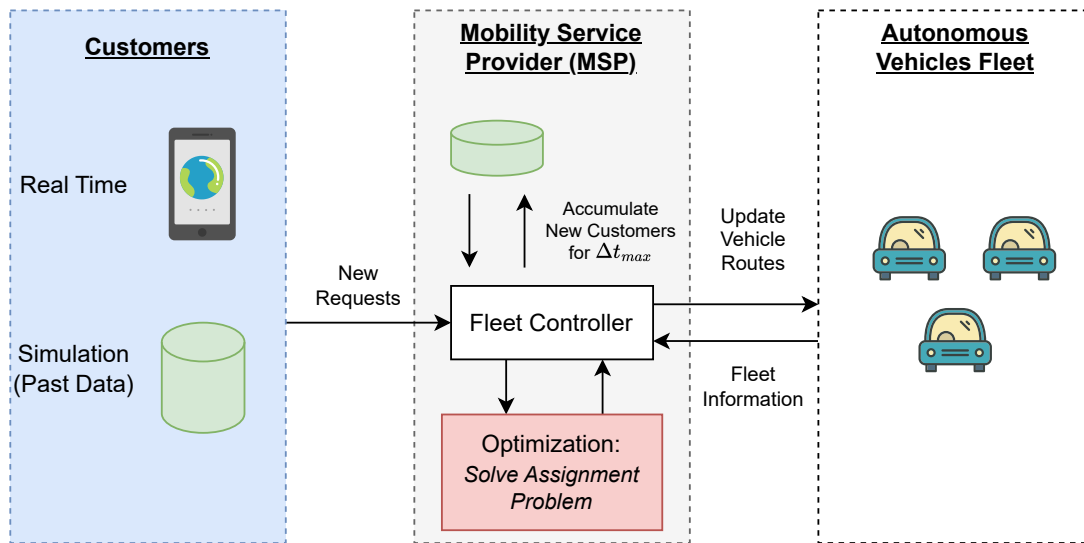 Customers
Real Time
Simulation
(Past Data)
New
Requests
Mobility Service
Provider (MSP)
Accumulate
New Customers
for Δt_max
Fleet Controller
Optimization:
Solve Assignment
Problem
Update
Vehicle
Routes
Fleet
Information
Autonomous
Vehicles Fleet